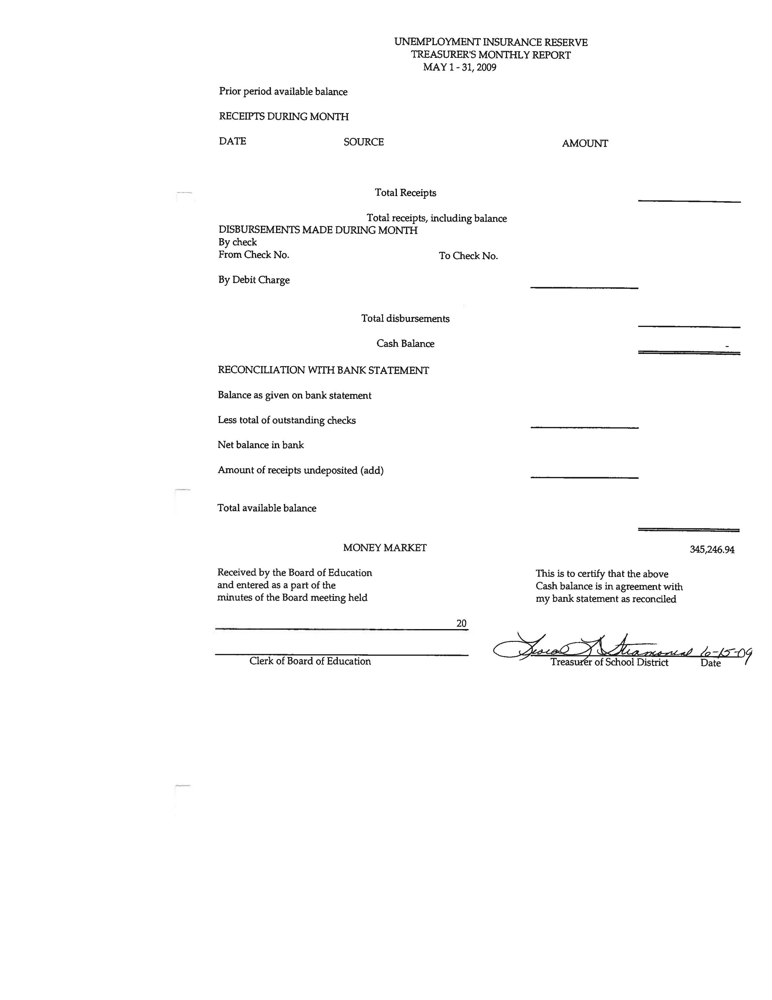 UNEMPLOYMENT INSURANCE RESERVE
TREASURER'S MONTHLY REPORT
MAY 1 - 31, 2009
Prior period available balance
RECEIPTS DURING MONTH
DATE SOURCE AMOUNT
Total Receipts
Total receipts, including balance
DISBURSEMENTS MADE DURING MONTH
By check
From Check No. To Check No.
By Debit Charge
Total disbursements
Cash Balance -
RECONCILIATION WITH BANK STATEMENT
Balance as given on bank statement
Less total of outstanding checks
Net balance in bank
Amount of receipts undeposited (add)
Total available balance
MONEY MARKET 345,246.94
Received by the Board of Education This is to certify that the above
and entered as a part of the Cash balance is in agreement with
minutes of the Board meeting held my bank statement as reconciled
20
6-15-09
Clerk of Board of Education Treasurer of School District Date